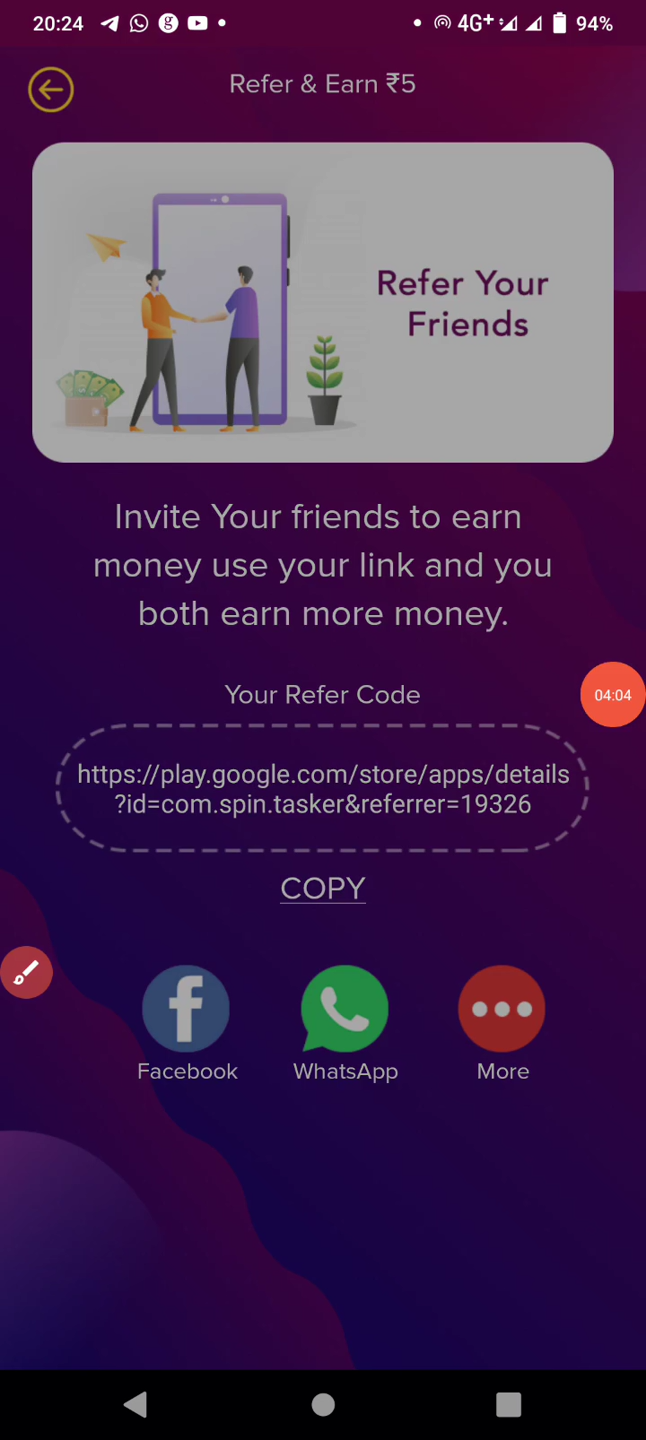 20:24
4G+
94%
Refer & Earn ₹5
Refer Your
Friends
Invite Your friends to earn
money use your link and you
both earn more money.
Your Refer Code
04:04
https://play.google.com/store/apps/details
?id=com.spin.tasker&referrer=19326
COPY
Facebook
WhatsApp
More